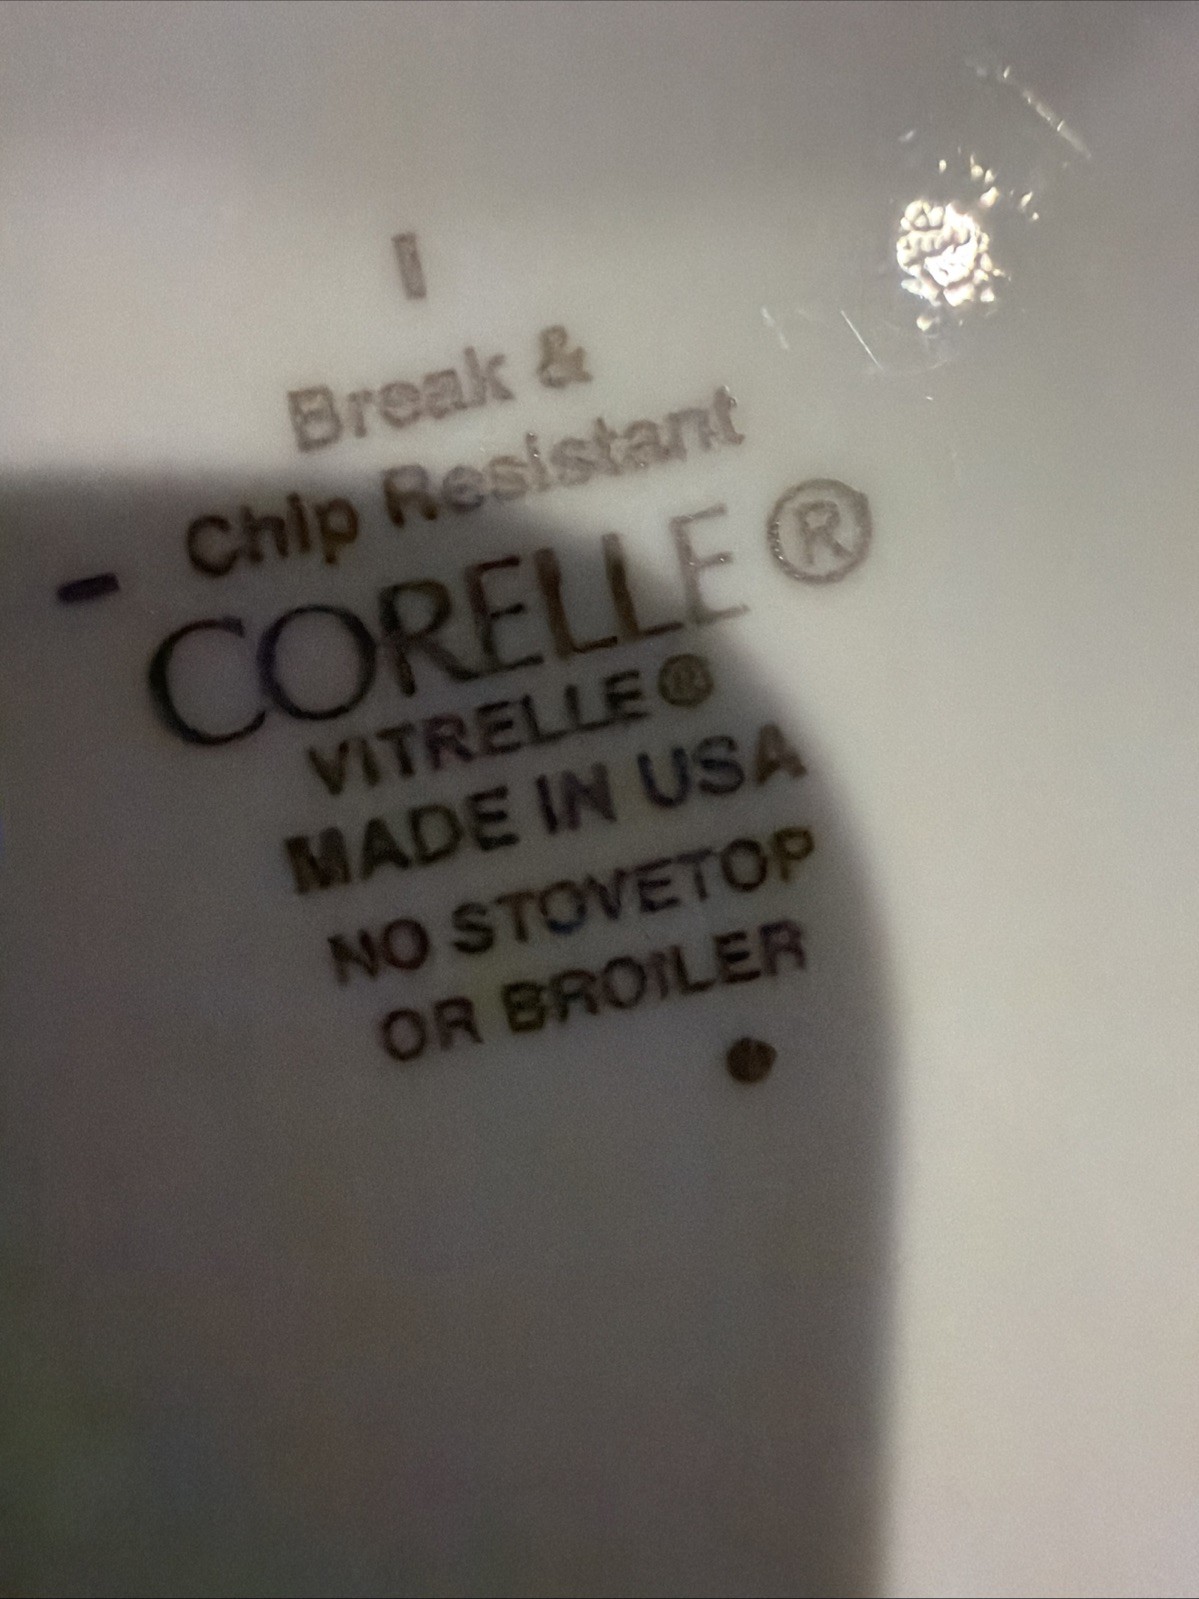 Break &
Chip Resistant
CORELLE®
VITRELLE®
MADE IN USA
NO STOVETOP
OR BROILER